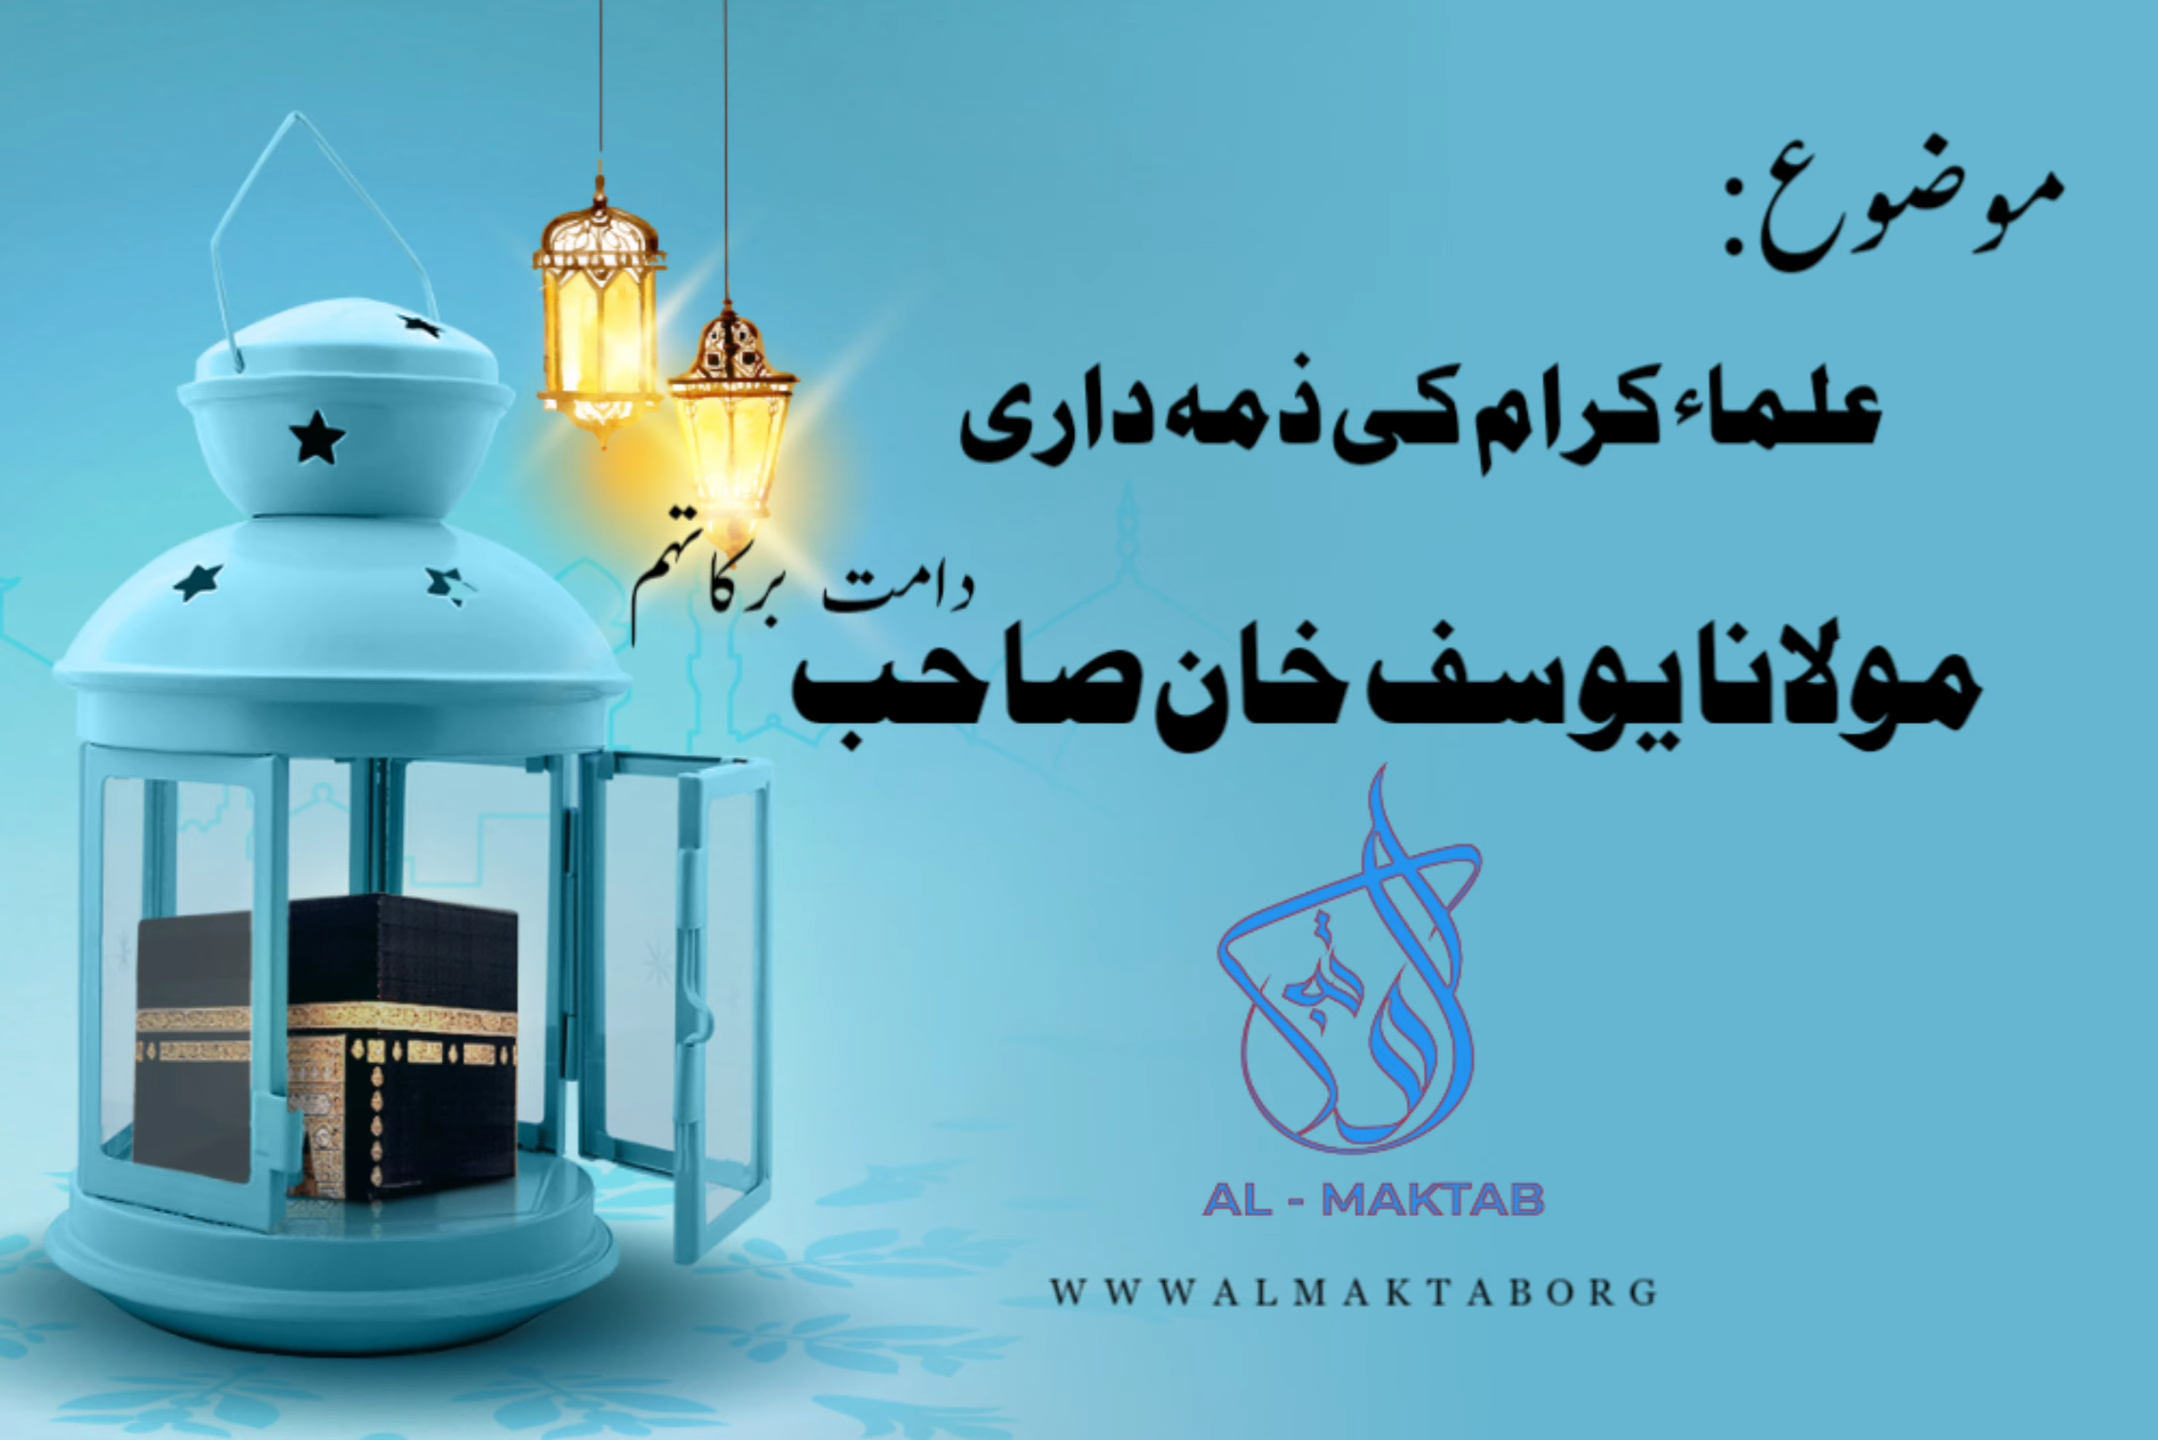 موضوع:
علماء کرام کی ذمہ داری
دامت برکاتہم
مولانا یوسف خان صاحب
AL - MAKTAB
WWWALMAKTABORG